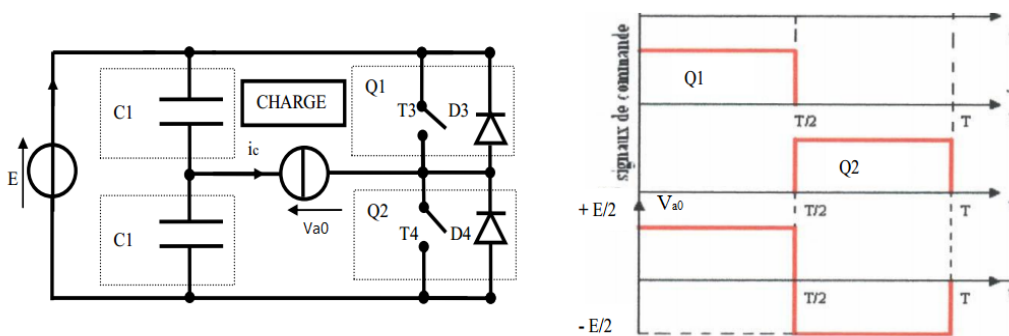 E
C1
C1
CHARGE
ic
Va0
Q1
T3 D3
Q2
T4 D4
signaux de commande
Q1
T/2
T
Q2
T/2
T
+ E/2
Va0
T/2
T
- E/2